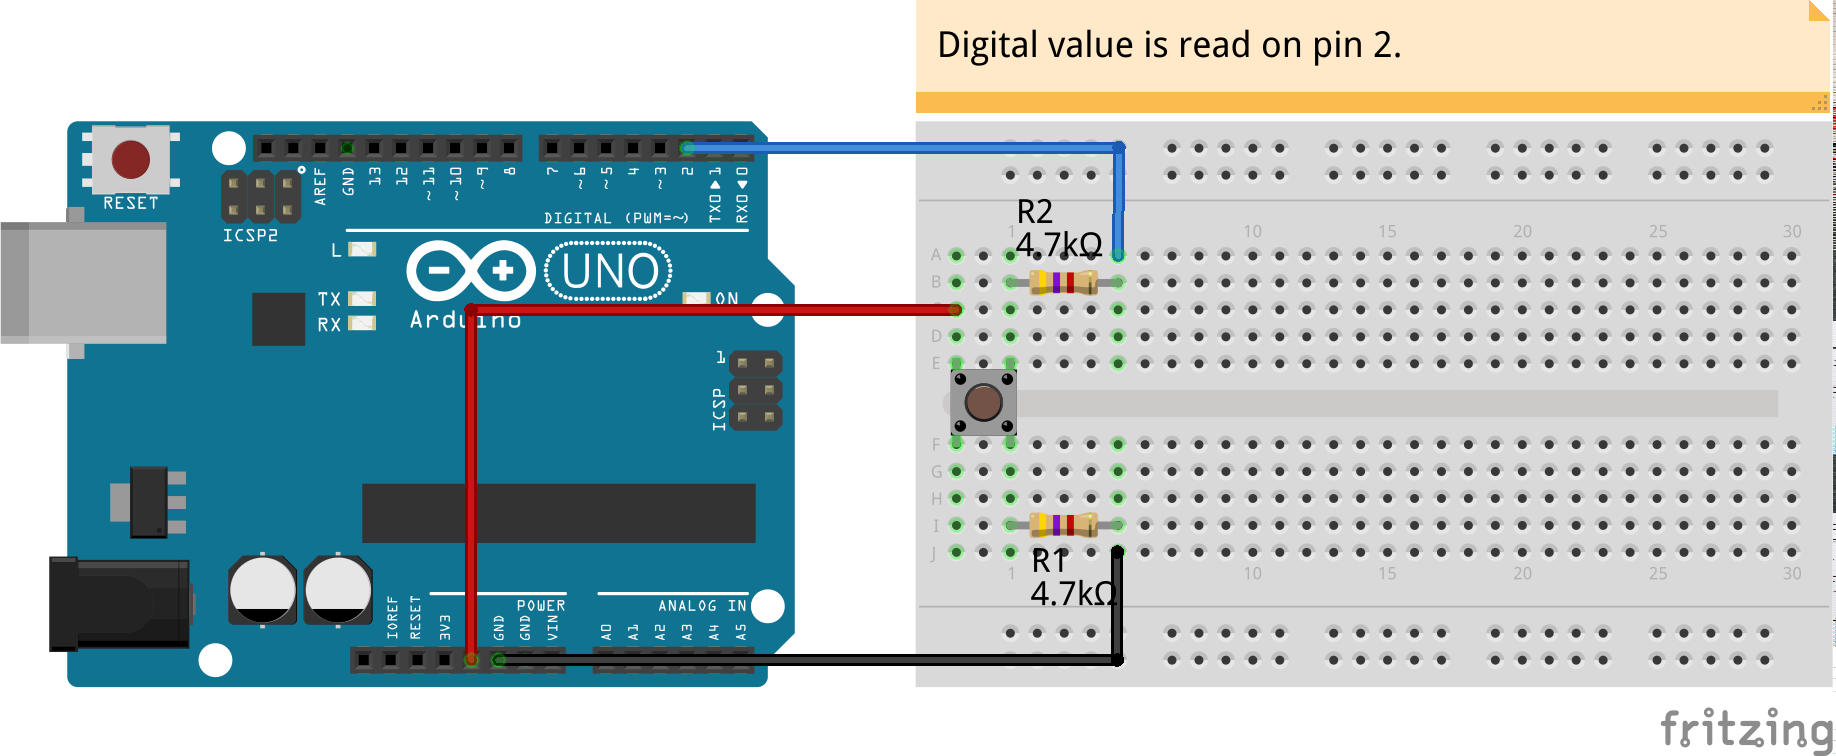 Digital value is read on pin 2.
RESET
ICSP2
AREF
GND
13
12
~11
~10
~9
8
7
~6
~5
4
~3
2
TX0▶1
RX0◀0
DIGITAL (PWM=~)
L
TX
RX
UNO
ON
Arduino
1
ICSP
IOREF
RESET
3V3
GND
GND
VIN
POWER
ANALOG IN
A0
A1
A2
A3
A4
A5
R2
4.7kΩ
1 10 15 20 25 30
A
B
D
E
F
G
H
I
J
R1
4.7kΩ
1 10 15 20 25 30
fritzing